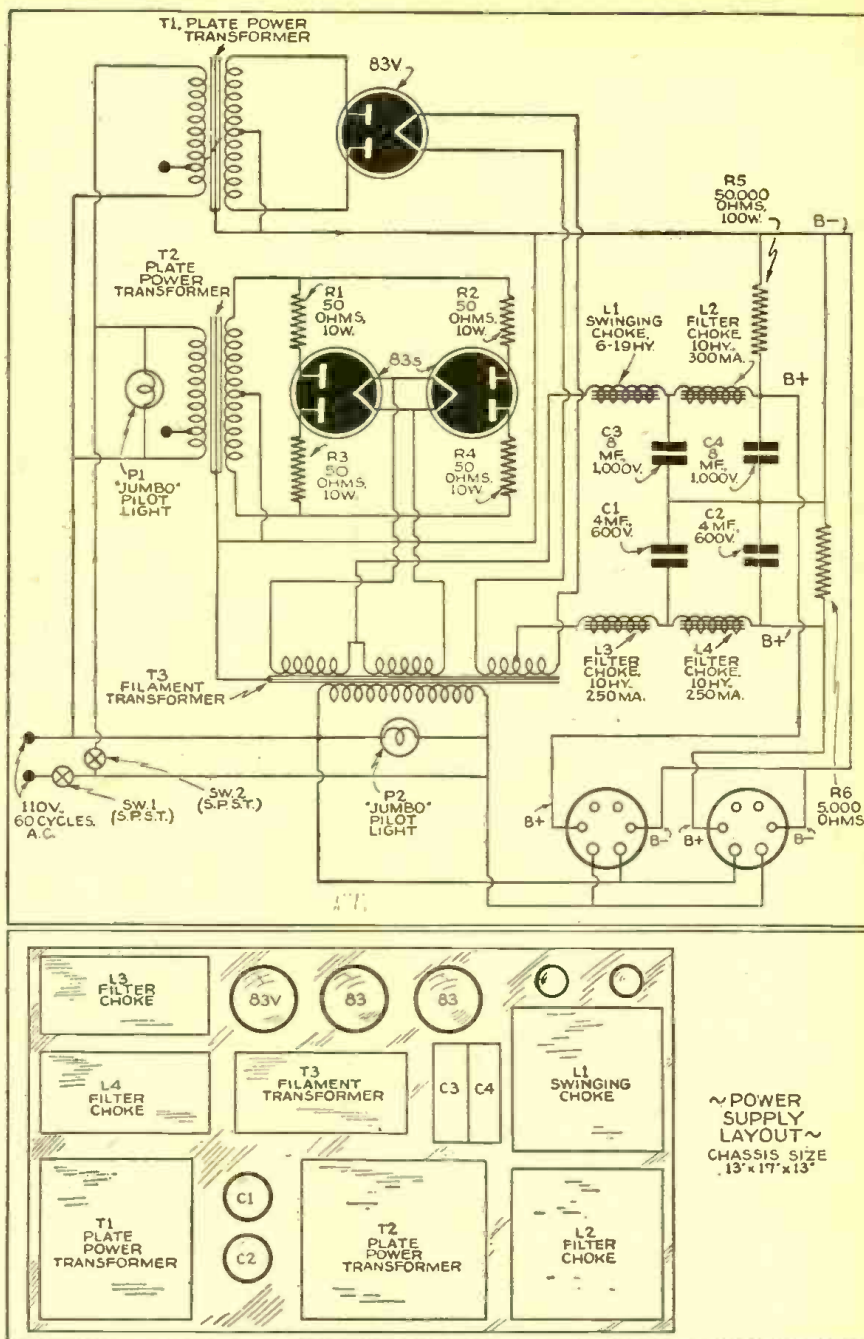 T1, PLATE POWER
TRANSFORMER
83V
R5
50,000
OHMS,
100W.
B-
T2
PLATE
POWER
TRANSFORMER
R1
50
OHMS,
10W.
R2
50
OHMS,
10W.
83s
L1
SWINGING
CHOKE,
6-19HY.
L2
FILTER
CHOKE
10HY.,
300MA.
B+
P1
"JUMBO"
PILOT
LIGHT
R3
50
OHMS,
10W.
R4
50
OHMS,
10W.
C3
8
MF.,
1,000V.
C4
8
MF.,
1,000V.
C1
4MF.,
600V.
C2
4 MF.,
600V.
T3
FILAMENT
TRANSFORMER
L3
FILTER
CHOKE,
10HY.
250MA.
L4
FILTER
CHOKE,
10HY.
250MA.
B+
110V.,
60CYCLES,
A.C.
SW.1
(S.P.S.T.)
SW.2
(S.P.S.T.)
P2
"JUMBO"
PILOT
LIGHT
B+
B-
B+
B-
R6
5,000
OHMS
L3
FILTER
CHOKE
83V
83
83
L4
FILTER
CHOKE
T3
FILAMENT
TRANSFORMER
C3
C4
L1
SWINGING
CHOKE
T1
PLATE
POWER
TRANSFORMER
C1
C2
T2
PLATE
POWER
TRANSFORMER
L2
FILTER
CHOKE
~POWER
SUPPLY
LAYOUT~
CHASSIS SIZE
13"x17"x13"